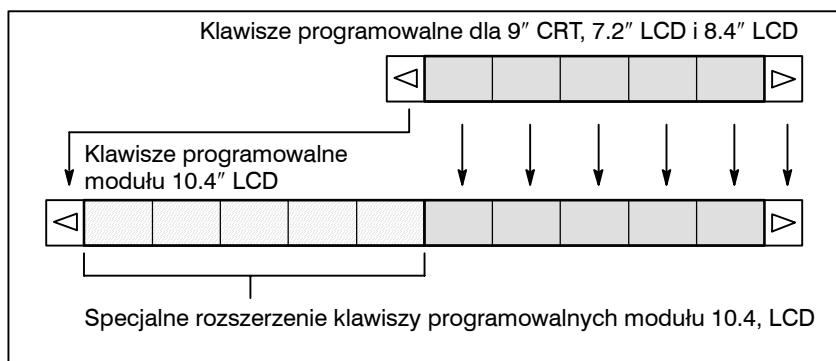 Klawisze programowalne dla 9″ CRT, 7.2″ LCD i 8.4″ LCD
Klawisze programowalne
modułu 10.4″ LCD
Specjalne rozszerzenie klawiszy programowalnych modułu 10.4, LCD